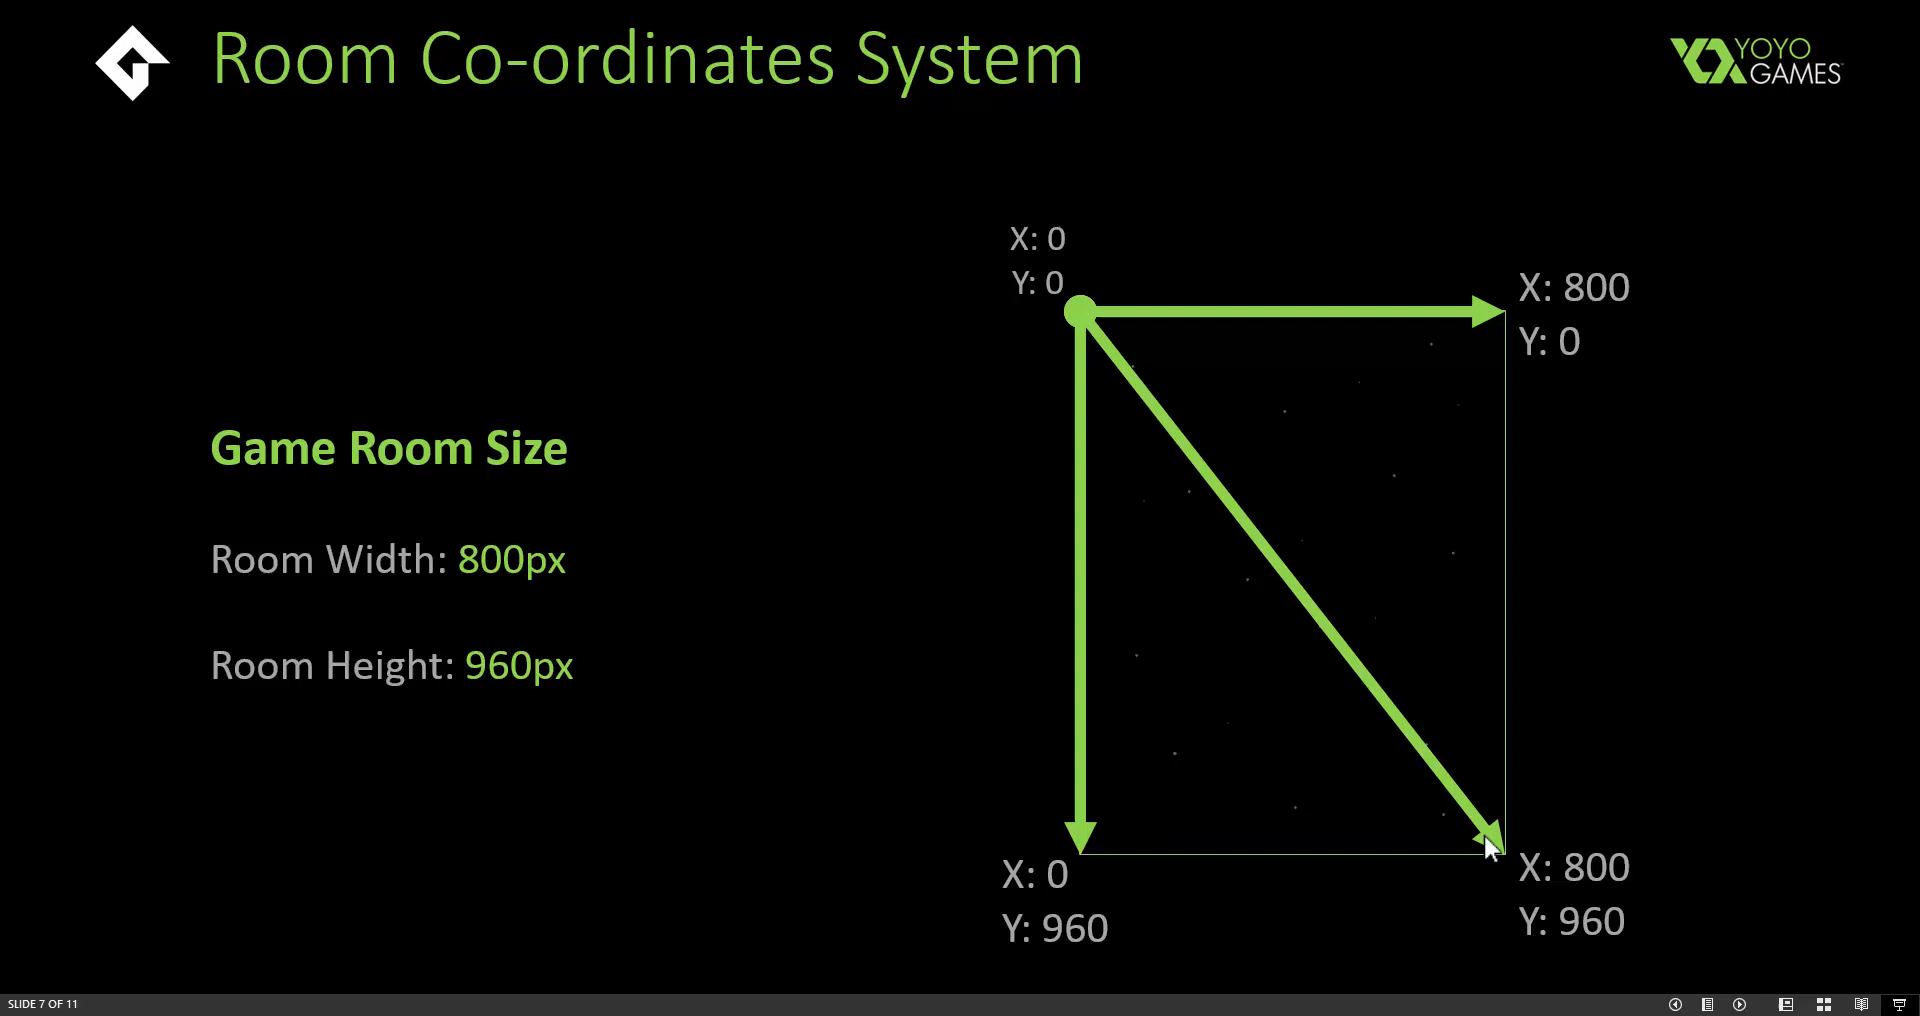 Room Co-ordinates System
YOYO
GAMES
X: 0
Y: 0
X: 800
Y: 0
Game Room Size
Room Width: 800px
Room Height: 960px
X: 0
Y: 960
X: 800
Y: 960
SLIDE 7 OF 11